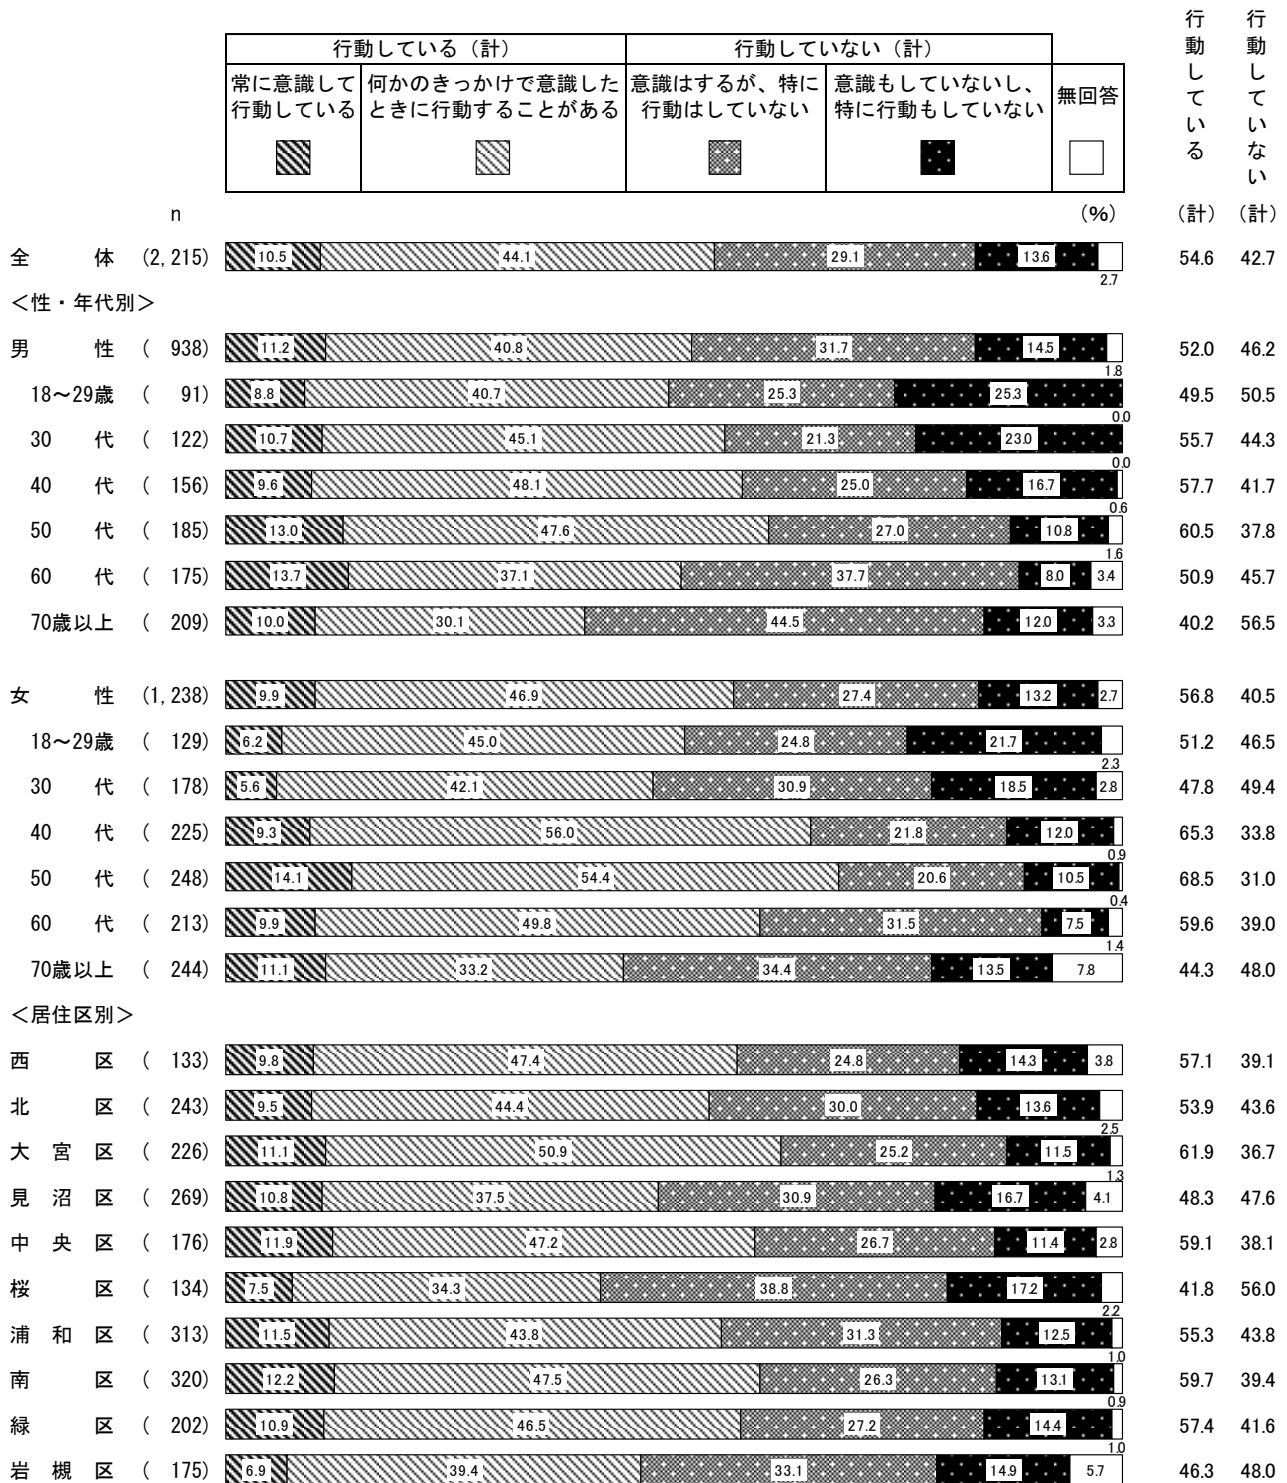 行動している（計） 行動していない（計）
常に意識して行動している 何かのきっかけで意識したときに行動することがある 意識はするが、特に行動はしていない 意識もしていないし、特に行動もしていない 無回答 行動している（計） 行動していない（計）
n （%）
全体 (2,215) 10.5 44.1 29.1 13.6 2.7 54.6 42.7
＜性・年代別＞
男性 ( 938) 11.2 40.8 31.7 14.5 1.8 52.0 46.2
18～29歳 ( 91) 8.8 40.7 25.3 25.3 0.0 49.5 50.5
30代 ( 122) 10.7 45.1 21.3 23.0 0.0 55.7 44.3
40代 ( 156) 9.6 48.1 25.0 16.7 0.6 57.7 41.7
50代 ( 185) 13.0 47.6 27.0 10.8 1.6 60.5 37.8
60代 ( 175) 13.7 37.1 37.7 8.0 3.4 50.9 45.7
70歳以上 ( 209) 10.0 30.1 44.5 12.0 3.3 40.2 56.5
女性 (1,238) 9.9 46.9 27.4 13.2 2.7 56.8 40.5
18～29歳 ( 129) 6.2 45.0 24.8 21.7 2.3 51.2 46.5
30代 ( 178) 5.6 42.1 30.9 18.5 2.8 47.8 49.4
40代 ( 225) 9.3 56.0 21.8 12.0 0.9 65.3 33.8
50代 ( 248) 14.1 54.4 20.6 10.5 0.4 68.5 31.0
60代 ( 213) 9.9 49.8 31.5 7.5 1.4 59.6 39.0
70歳以上 ( 244) 11.1 33.2 34.4 13.5 7.8 44.3 48.0
＜居住区別＞
西区 ( 133) 9.8 47.4 24.8 14.3 3.8 57.1 39.1
北区 ( 243) 9.5 44.4 30.0 13.6 2.5 53.9 43.6
大宮区 ( 226) 11.1 50.9 25.2 11.5 1.3 61.9 36.7
見沼区 ( 269) 10.8 37.5 30.9 16.7 4.1 48.3 47.6
中央区 ( 176) 11.9 47.2 26.7 11.4 2.8 59.1 38.1
桜区 ( 134) 7.5 34.3 38.8 17.2 2.2 41.8 56.0
浦和区 ( 313) 11.5 43.8 31.3 12.5 1.0 55.3 43.8
南区 ( 320) 12.2 47.5 26.3 13.1 0.9 59.7 39.4
緑区 ( 202) 10.9 46.5 27.2 14.4 1.0 57.4 41.6
岩槻区 ( 175) 6.9 39.4 33.1 14.9 5.7 46.3 48.0